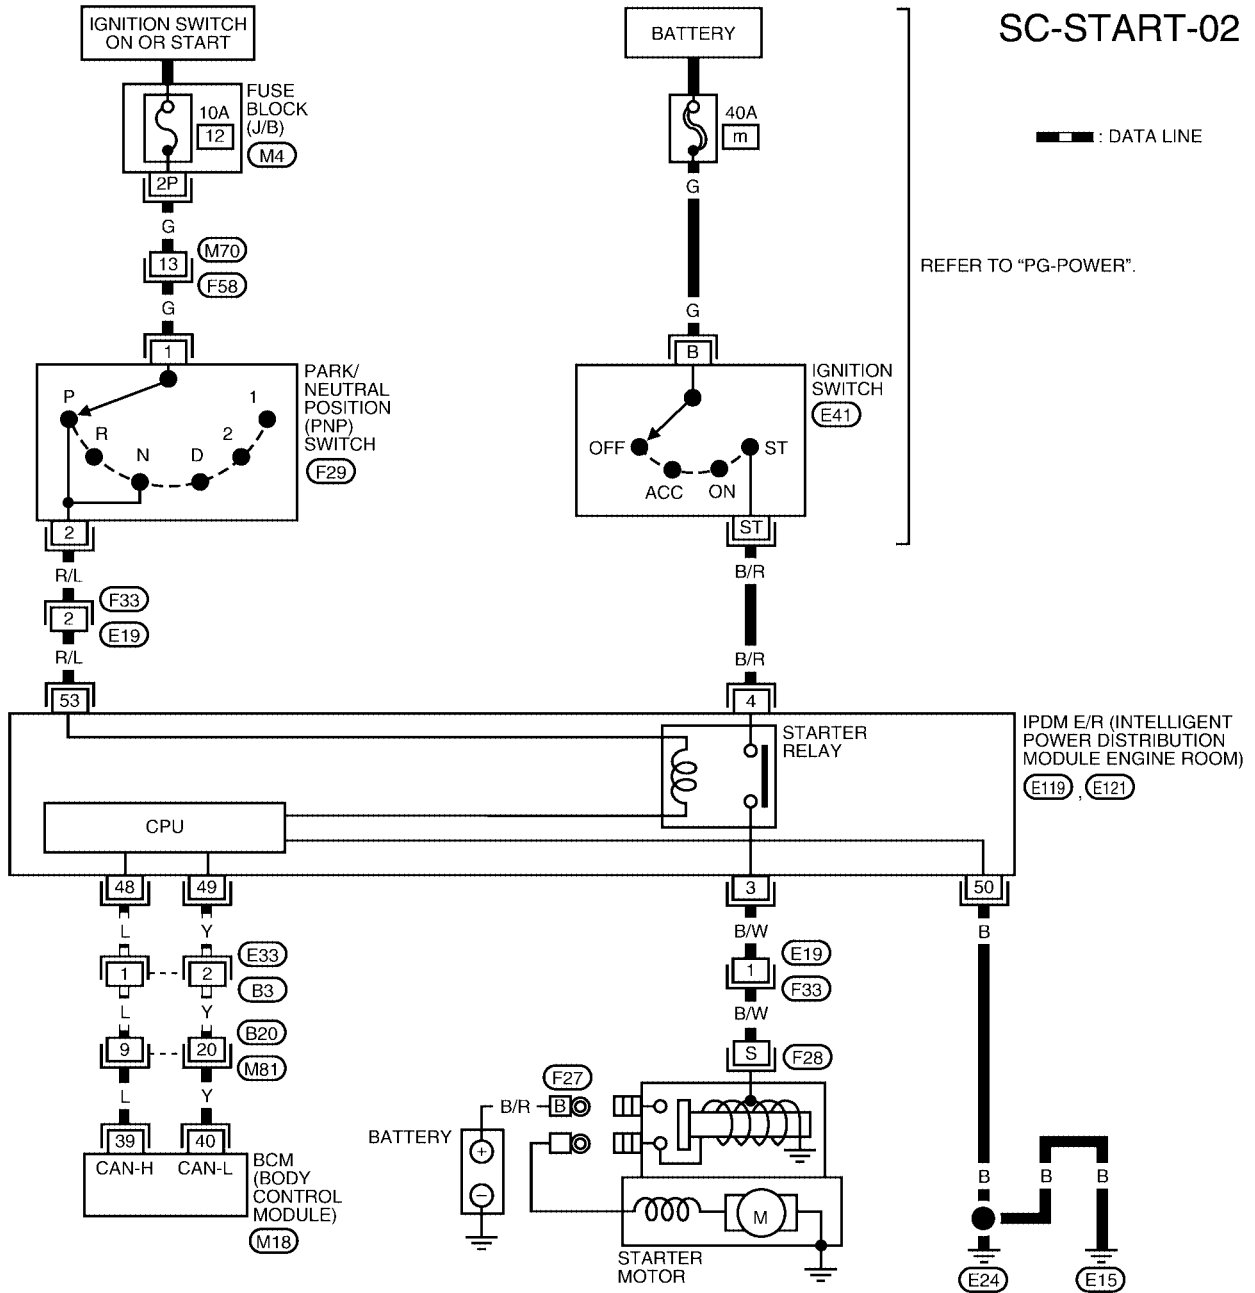 SC-START-02
IGNITION SWITCH
ON OR START
BATTERY
: DATA LINE
FUSE
BLOCK
(J/B)
M4
10A
12
2P
G
M70
13
F58
G
1
40A
m
G
G
B
REFER TO “PG-POWER”.
PARK/
NEUTRAL
POSITION
(PNP)
SWITCH
F29
P
R
N
D
2
1
2
IGNITION
SWITCH
E41
OFF
ACC
ON
ST
ST
R/L
F33
2
E19
R/L
53
B/R
B/R
4
STARTER
RELAY
IPDM E/R (INTELLIGENT
POWER DISTRIBUTION
MODULE ENGINE ROOM)
E119 , E121
CPU
48
49
3
50
L
Y
E33
1
2
B3
L
Y
B20
9
20
M81
L
Y
39
40
CAN-H
CAN-L
BCM
(BODY
CONTROL
MODULE)
M18
B/W
E19
1
F33
B/W
S
F28
F27
B/R
B
BATTERY
+
−
M
STARTER
MOTOR
B
B
B
B
E24
E15